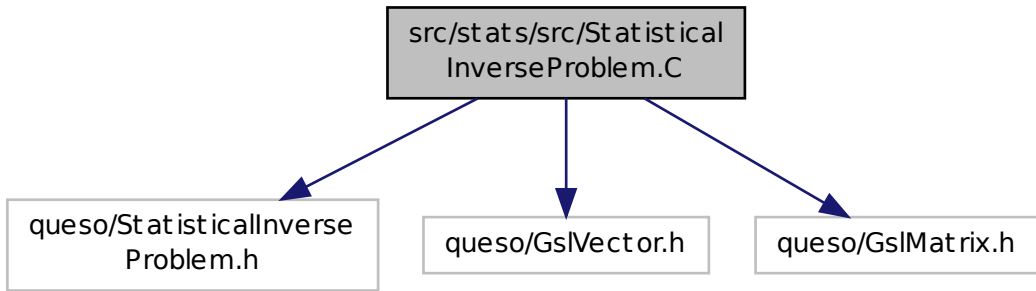 src/stats/src/Statistical
InverseProblem.C
queso/StatisticalInverse
Problem.h
queso/GslVector.h
queso/GslMatrix.h